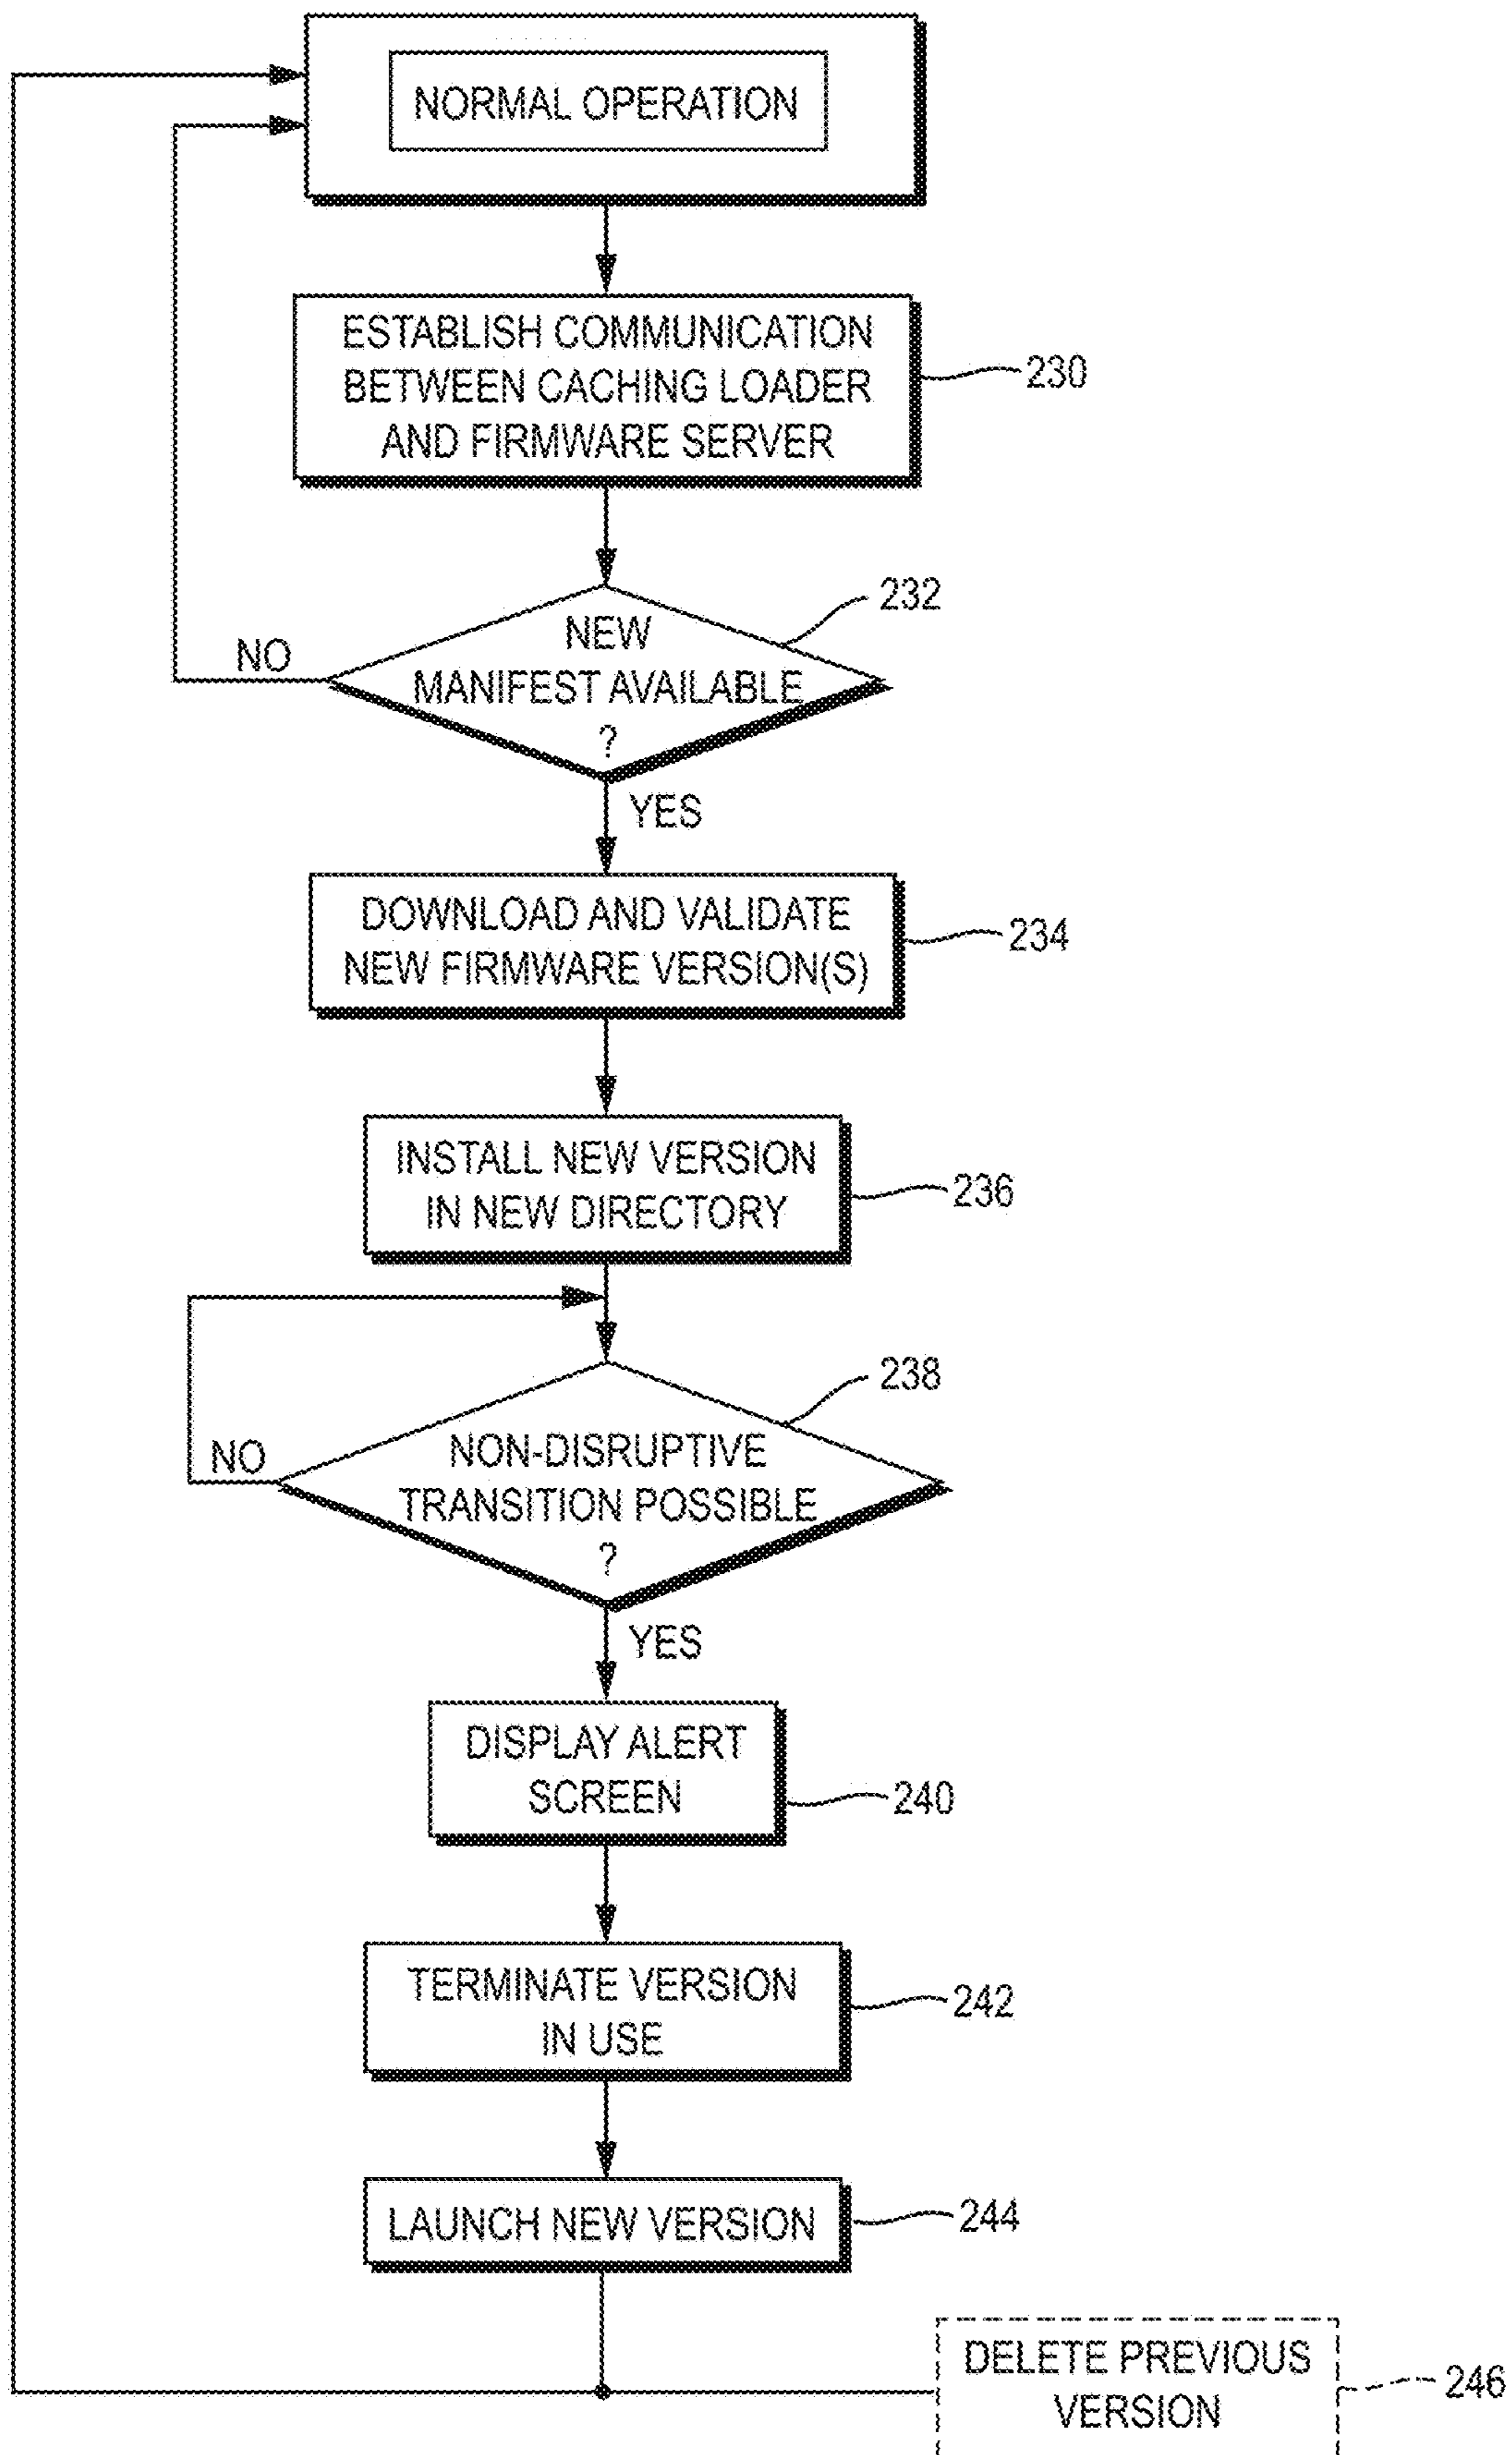 NORMAL OPERATION
ESTABLISH COMMUNICATION
BETWEEN CACHING LOADER
AND FIRMWARE SERVER
230
232
NEW
MANIFEST AVAILABLE
?
NO
YES
DOWNLOAD AND VALIDATE
NEW FIRMWARE VERSION(S)
234
INSTALL NEW VERSION
IN NEW DIRECTORY
236
238
NON-DISRUPTIVE
TRANSITION POSSIBLE
?
NO
YES
DISPLAY ALERT
SCREEN
240
TERMINATE VERSION
IN USE
242
LAUNCH NEW VERSION
244
DELETE PREVIOUS
VERSION
246